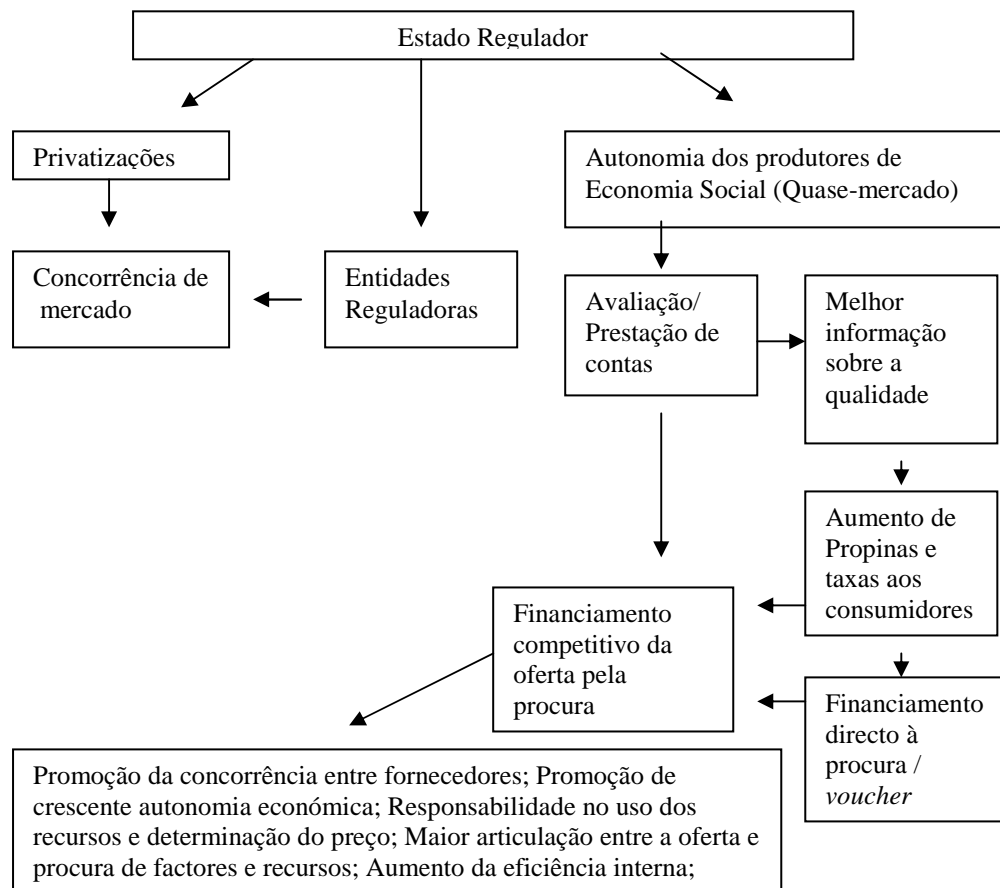 Estado Regulador
Privatizações
Autonomia dos produtores de
Economia Social (Quase-mercado)
Concorrência de
mercado
Entidades
Reguladoras
Avaliação/
Prestação de
contas
Melhor
informação
sobre a
qualidade
Aumento de
Propinas e
taxas aos
consumidores
Financiamento
competitivo da
oferta pela
procura
Financiamento
directo à
procura /
voucher
Promoção da concorrência entre fornecedores; Promoção de
crescente autonomia económica; Responsabilidade no uso dos
recursos e determinação do preço; Maior articulação entre a oferta e
procura de factores e recursos; Aumento da eficiência interna;